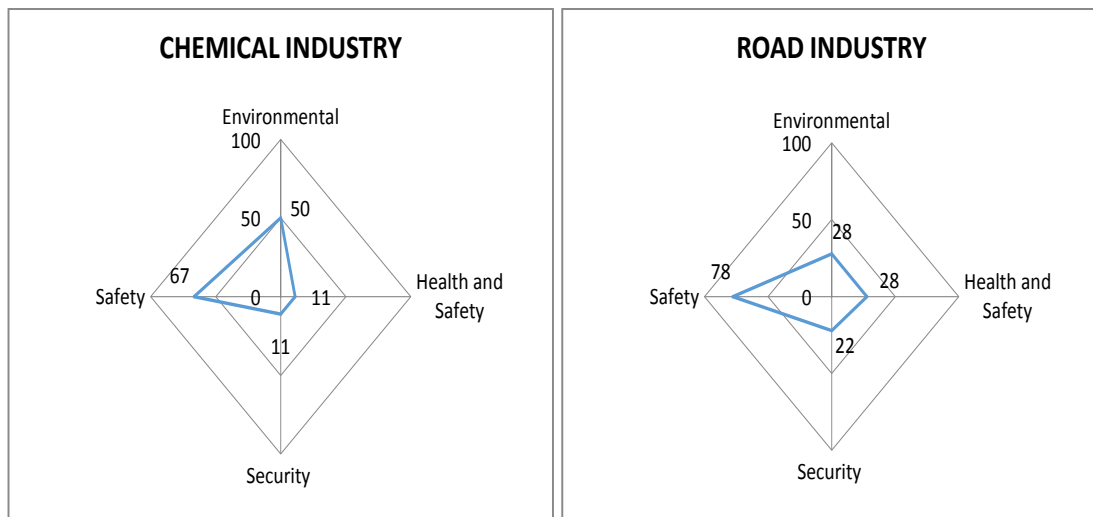 CHEMICAL INDUSTRY
Environmental
100
50
50
67
Safety
0
11
Health and
Safety
11
Security
ROAD INDUSTRY
Environmental
100
50
28
78
28
Safety
0
Health and
Safety
22
Security